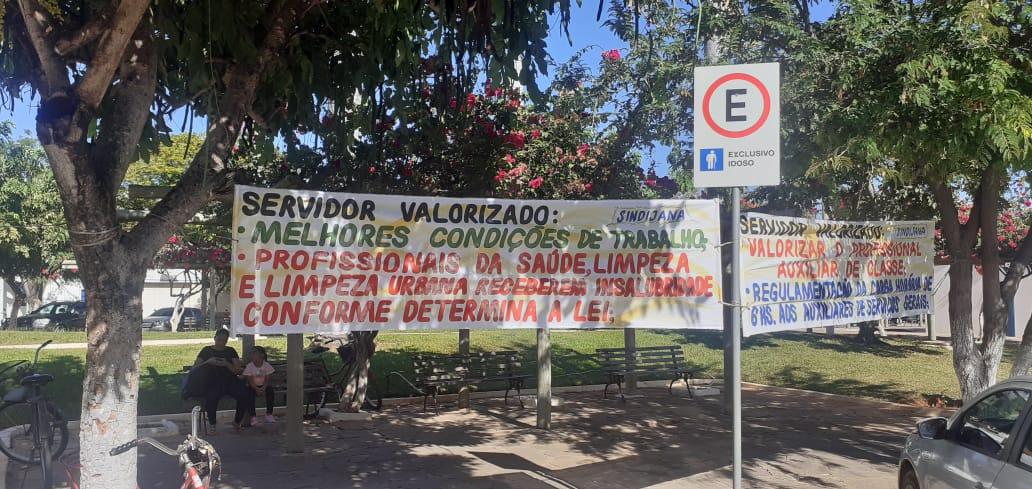 SERVIDOR VALORIZADO: SINDIJANA
• MELHORES CONDIÇÕES DE TRABALHO;
• PROFISSIONAIS DA SAÚDE, LIMPEZA
E LIMPEZA URBANA RECEBEREM INSALUBRIDADE
CONFORME DETERMINA A LEI.
E
EXCLUSIVO
IDOSO
SERVIDOR VALORIZADO: SINDIJANA
VALORIZAR O PROFISSIONAL
AUXILIAR DE CLASSE;
• REGULAMENTAÇÃO DA CARGA HORÁRIA DE
6 HS. AOS AUXILIARES DE SERVIÇOS GERAIS;